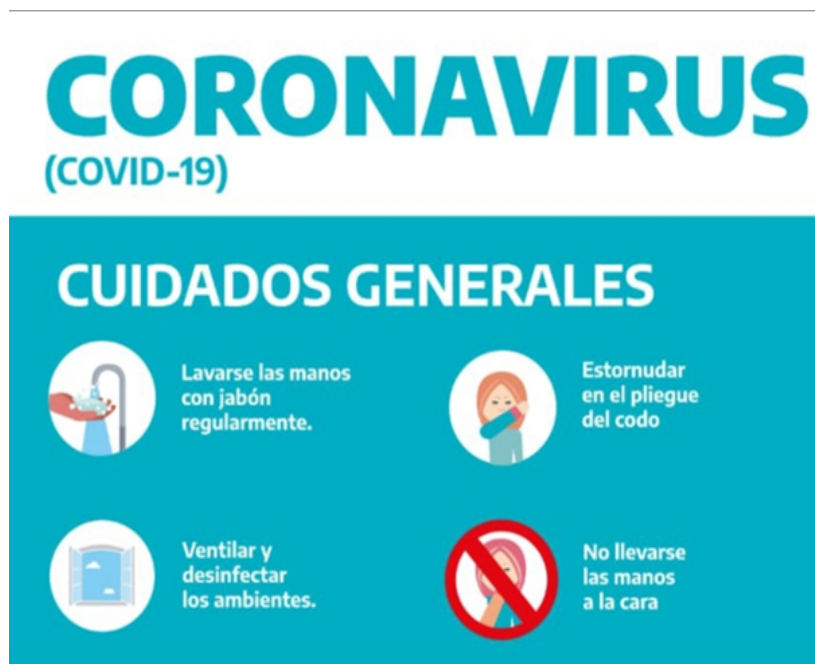 CORONAVIRUS
(COVID-19)
CUIDADOS GENERALES
Lavarse las manos
con jabón
regularmente.
Estornudar
en el pliegue
del codo
Ventilar y
desinfectar
los ambientes.
No llevarse
las manos
a la cara